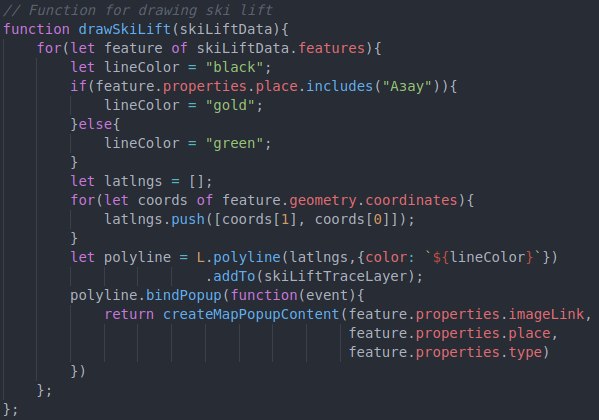 // Function for drawing ski lift
function drawSkiLift(skiLiftData){
    for(let feature of skiLiftData.features){
        let lineColor = "black";
        if(feature.properties.place.includes("Азау")){
            lineColor = "gold";
        }else{
            lineColor = "green";
        }
        let latlngs = [];
        for(let coords of feature.geometry.coordinates){
            latlngs.push([coords[1], coords[0]]);
        }
        let polyline = L.polyline(latlngs,{color: `${lineColor}`})
                        .addTo(skiLiftTraceLayer);
        polyline.bindPopup(function(event){
            return createMapPopupContent(feature.properties.imageLink,
                                         feature.properties.place,
                                         feature.properties.type)
        })
    };
};